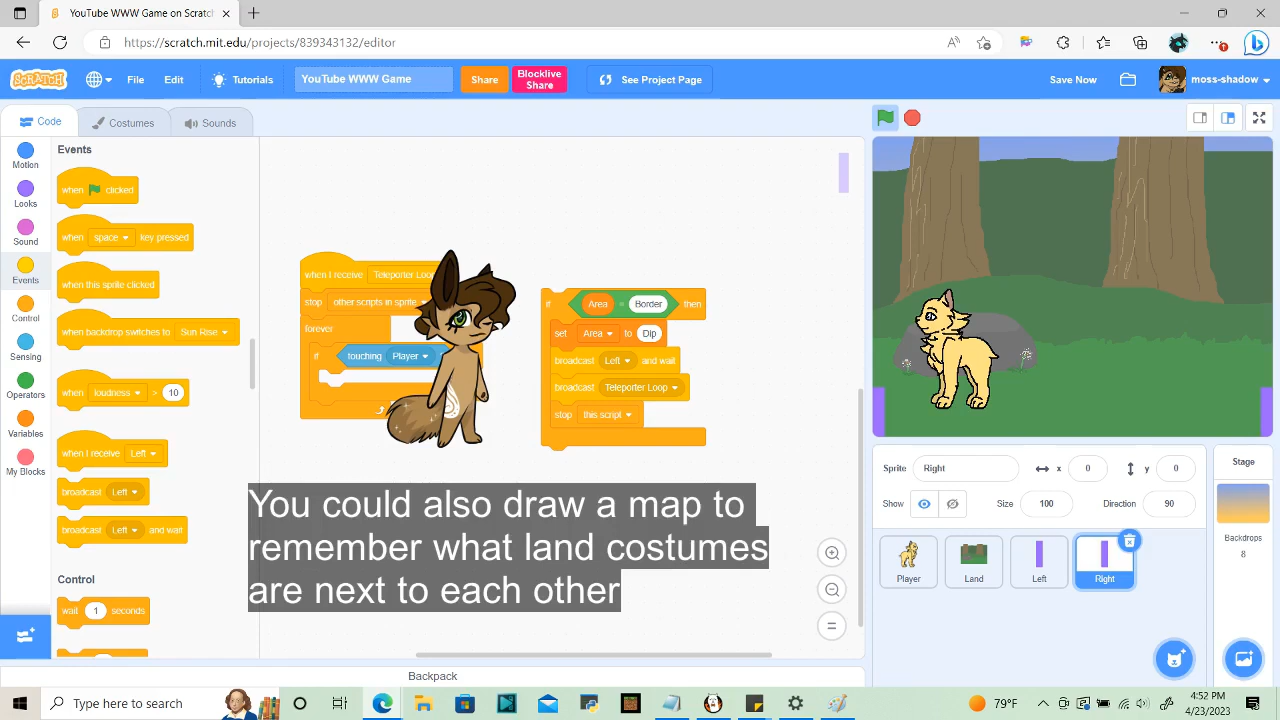 YouTube WWW Game on Scratch
https://scratch.mit.edu/projects/839343132/editor
SCRATCH
File
Edit
Tutorials
YouTube WWW Game
Share
Blocklive
Share
See Project Page
Save Now
moss-shadow
Code
Costumes
Sounds
Motion
Looks
Sound
Events
Control
Sensing
Operators
Variables
My Blocks
Events
when clicked
when space key pressed
when this sprite clicked
when backdrop switches to Sun Rise
when loudness > 10
when I receive Left
broadcast Left
broadcast Left and wait
Control
wait 1 seconds
when I receive Teleporter Loop
stop other scripts in sprite
forever
if touching Player
if Area = Border then
set Area to Dip
broadcast Left and wait
broadcast Teleporter Loop
stop this script
You could also draw a map to
remember what land costumes
are next to each other
Backpack
Sprite Right x 0 y 0
Show Size 100 Direction 90
Player
Land
Left
Right
Stage
Backdrops
8
Type here to search
79°F
4:52 PM
4/23/2023